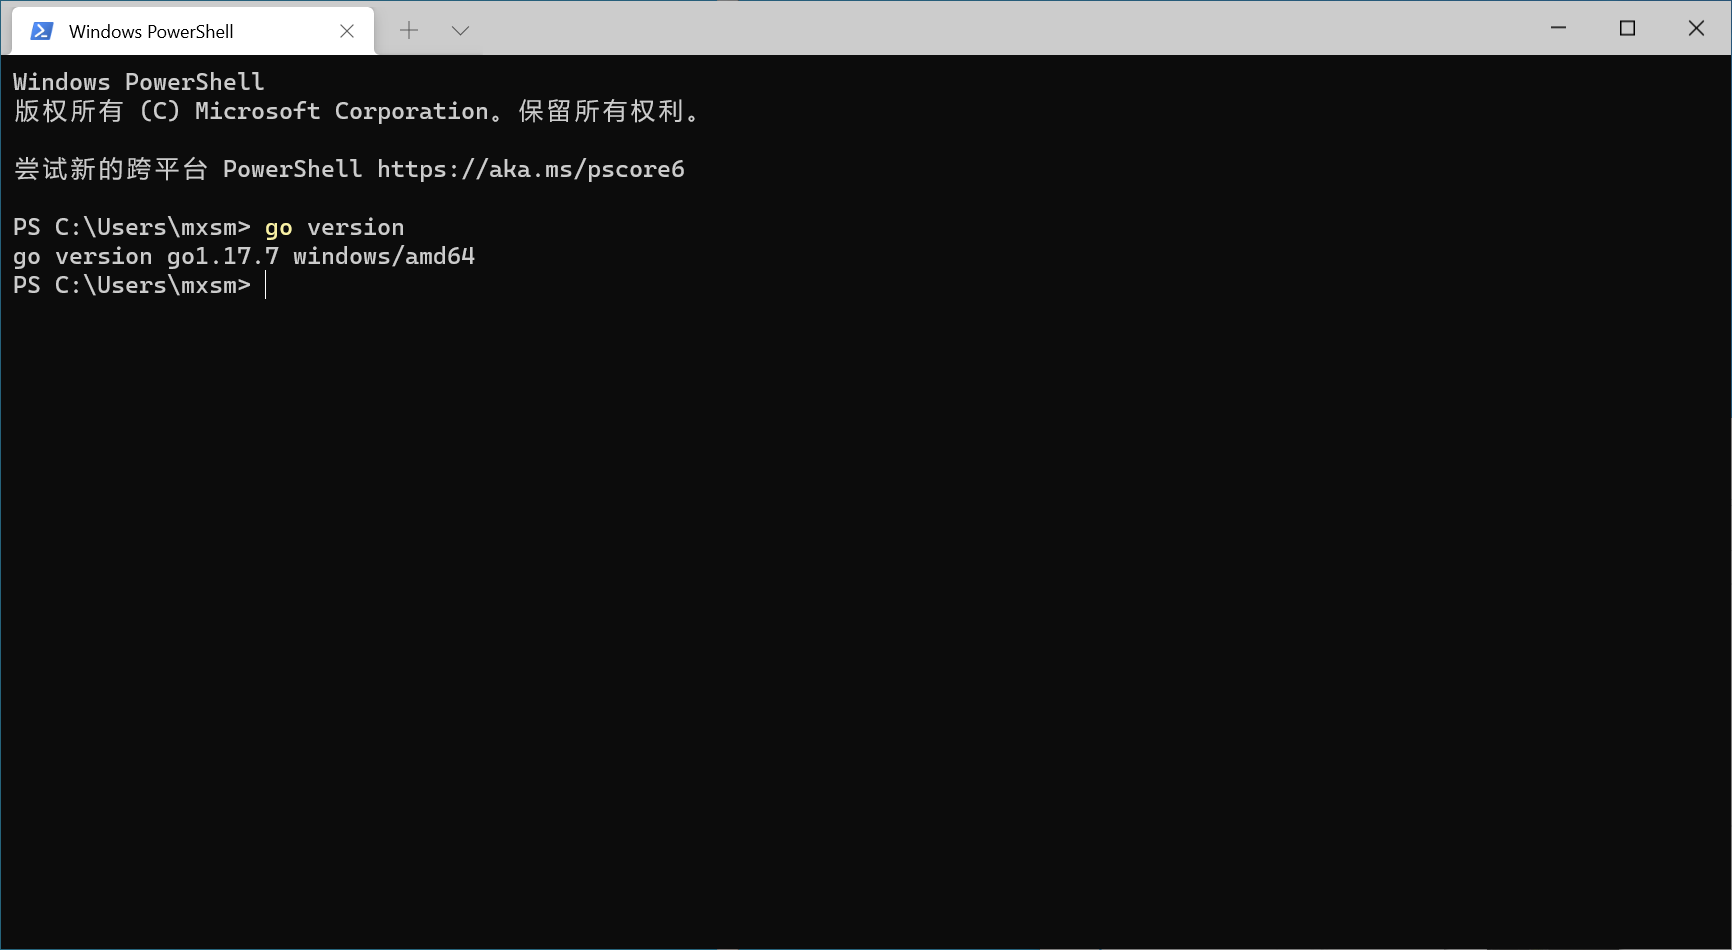 Windows PowerShell
Windows PowerShell
版权所有 (C) Microsoft Corporation。保留所有权利。
尝试新的跨平台 PowerShell https://aka.ms/pscore6
PS C:\Users\mxsm> go version
go version go1.17.7 windows/amd64
PS C:\Users\mxsm>